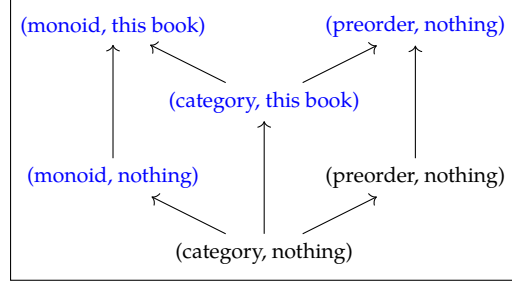 (monoid, this book) (preorder, nothing)
(category, this book)
(monoid, nothing) (preorder, nothing)
(category, nothing)